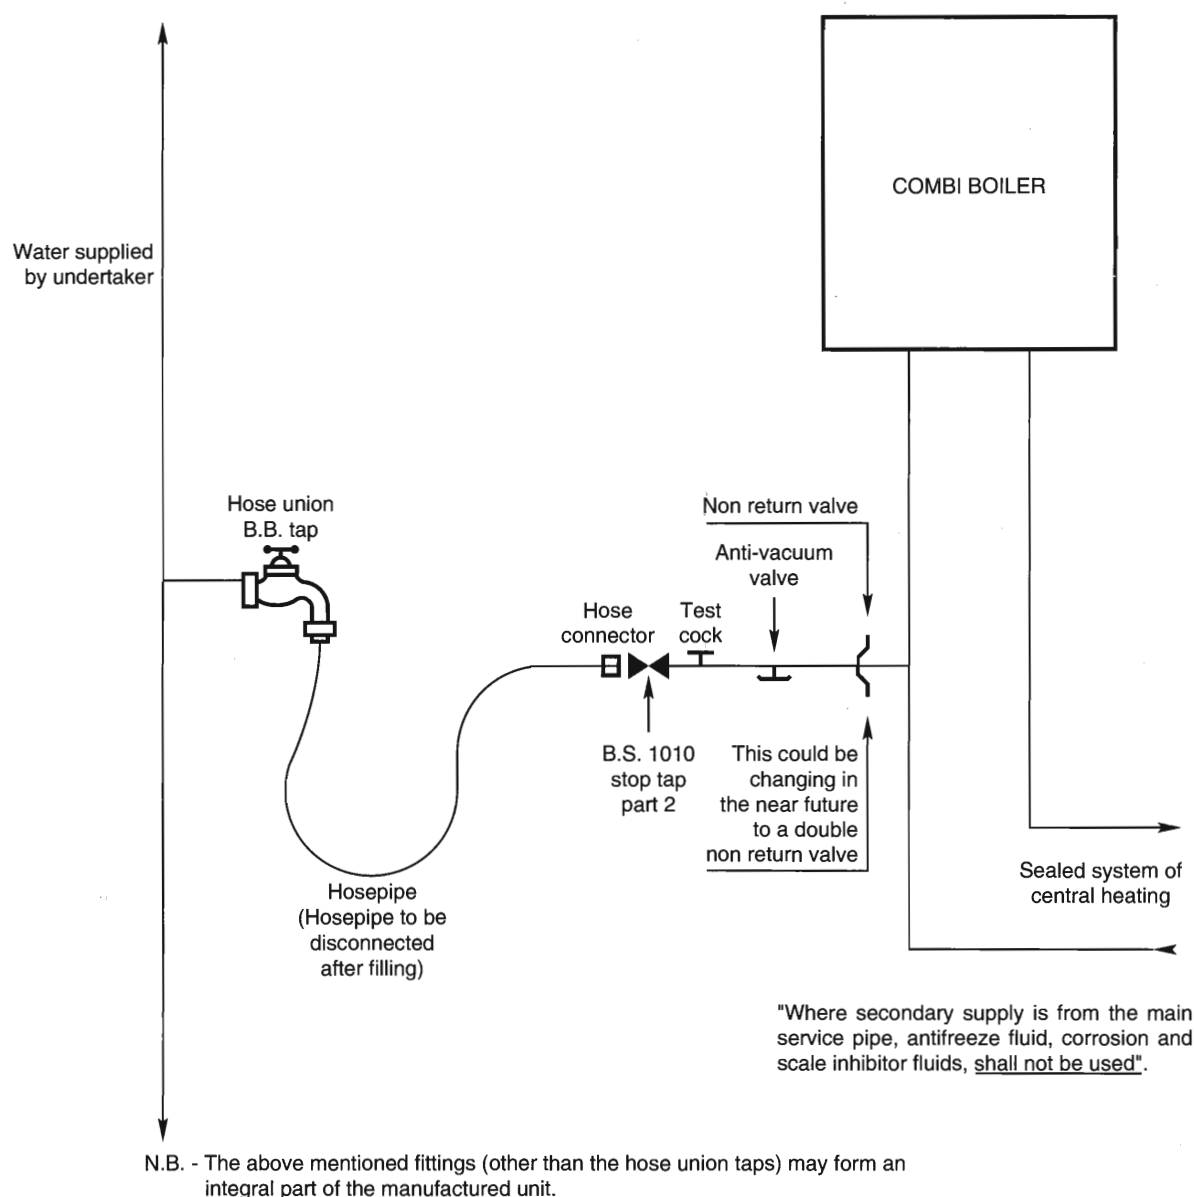 COMBI BOILER
Water supplied
by undertaker
Hose union
B.B. tap
Non return valve
Anti-vacuum
valve
Hose
connector
Test
cock
B.S. 1010
stop tap
part 2
This could be
changing in
the near future
to a double
non return valve
Sealed system of
central heating
Hosepipe
(Hosepipe to be
disconnected
after filling)
"Where secondary supply is from the main
service pipe, antifreeze fluid, corrosion and
scale inhibitor fluids, shall not be used".
N.B. - The above mentioned fittings (other than the hose union taps) may form an
integral part of the manufactured unit.